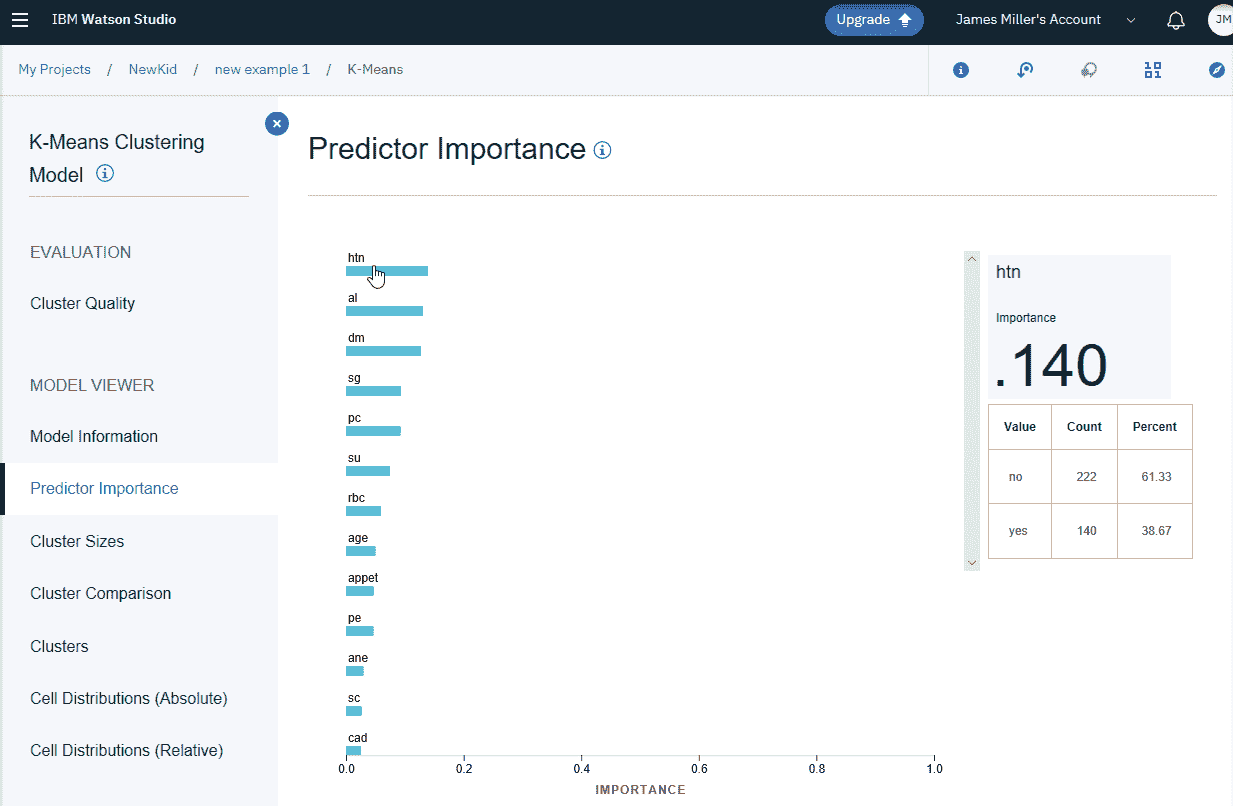 IBM Watson Studio
Upgrade
James Miller's Account
JM
My Projects / NewKid / new example 1 / K-Means
K-Means Clustering
Model
EVALUATION
Cluster Quality
MODEL VIEWER
Model Information
Predictor Importance
Cluster Sizes
Cluster Comparison
Clusters
Cell Distributions (Absolute)
Cell Distributions (Relative)
Predictor Importance
htn
al
dm
sg
pc
su
rbc
age
appet
pe
ane
sc
cad
0.0 0.2 0.4 0.6 0.8 1.0
IMPORTANCE
htn
Importance
.140
Value Count Percent
no 222 61.33
yes 140 38.67